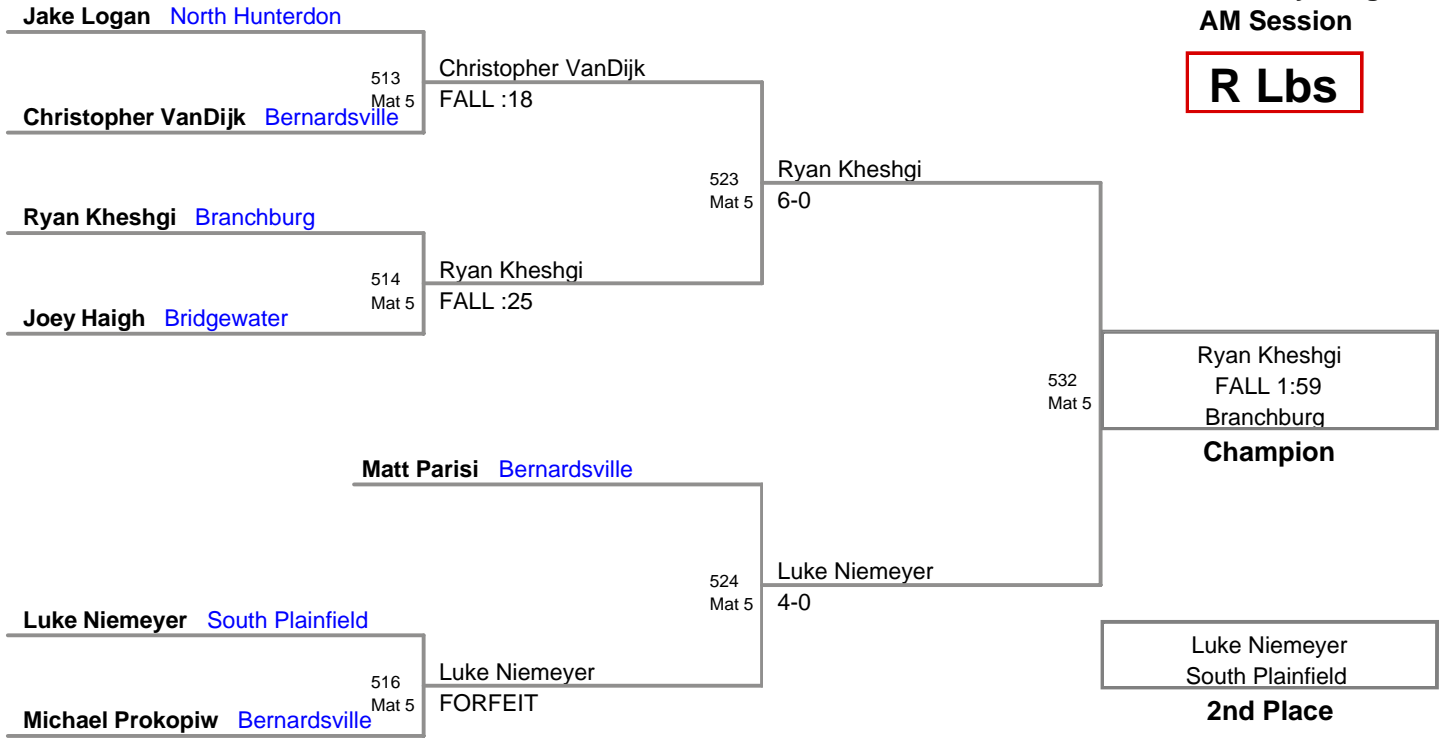 Jake Logan North Hunterdon
AM Session
R Lbs
513
Mat 5
Christopher VanDijk
FALL :18
Christopher VanDijk Bernardsville
523
Mat 5
Ryan Kheshgi
6-0
Ryan Kheshgi Branchburg
514
Mat 5
Ryan Kheshgi
FALL :25
Joey Haigh Bridgewater
532
Mat 5
Ryan Kheshgi
FALL 1:59
Branchburg
Champion
Matt Parisi Bernardsville
524
Mat 5
Luke Niemeyer
4-0
Luke Niemeyer South Plainfield
516
Mat 5
Luke Niemeyer
FORFEIT
Michael Prokopiw Bernardsville
Luke Niemeyer
South Plainfield
2nd Place